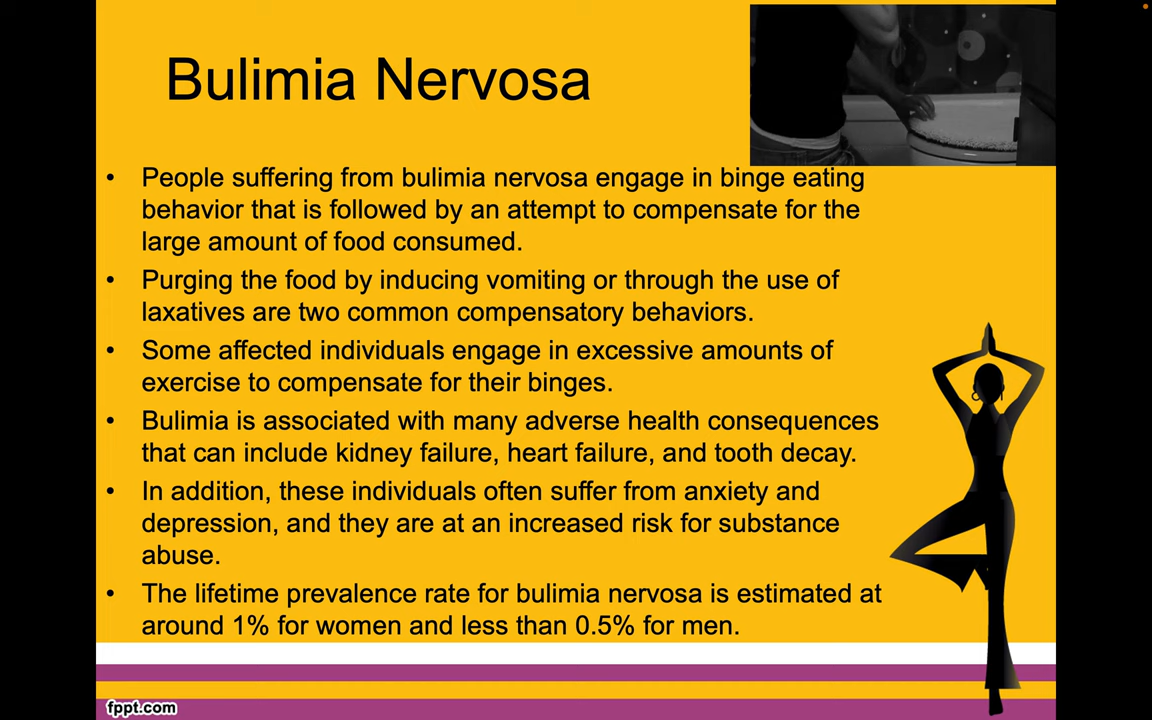 Bulimia Nervosa
• People suffering from bulimia nervosa engage in binge eating
behavior that is followed by an attempt to compensate for the
large amount of food consumed.
• Purging the food by inducing vomiting or through the use of
laxatives are two common compensatory behaviors.
• Some affected individuals engage in excessive amounts of
exercise to compensate for their binges.
• Bulimia is associated with many adverse health consequences
that can include kidney failure, heart failure, and tooth decay.
• In addition, these individuals often suffer from anxiety and
depression, and they are at an increased risk for substance
abuse.
• The lifetime prevalence rate for bulimia nervosa is estimated at
around 1% for women and less than 0.5% for men.
fppt.com